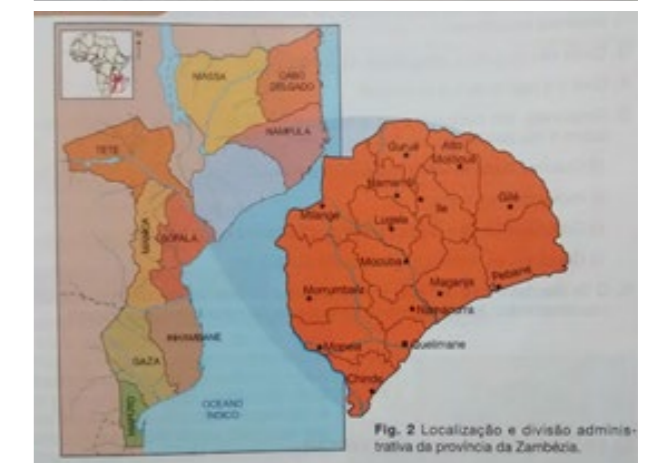 NIASSA
CABO
DELGADO
NAMPULA
TETE
MANICA
SOFALA
INHAMBANE
GAZA
MAPUTO
OCEANO
ÍNDICO
Gurué
Alto
Molócuè
Namarrói
Ile
Gilé
Milange
Lugela
Mocuba
Morrumbala
Maganja
Pebane
Namacurra
Mopeia
Quelimane
Chinde
Fig. 2 Localização e divisão adminis-
trativa da província da Zambézia.